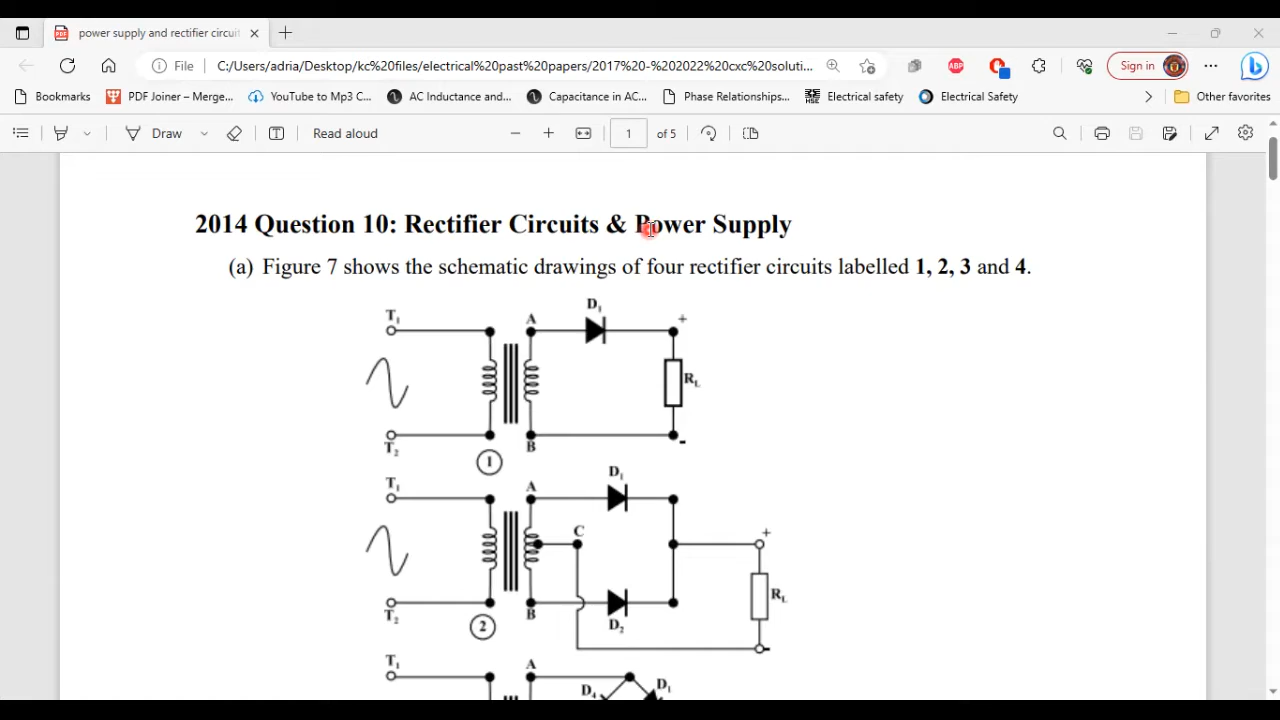 power supply and rectifier circui
Sign in
File
C:/Users/adria/Desktop/kc%20files/electrical%20past%20papers/2017%20-%202022%20cxc%20soluti...
ABP
Bookmarks
PDF Joiner – Merge...
YouTube to Mp3 C...
AC Inductance and...
Capacitance in AC...
Phase Relationships...
Electrical safety
Electrical Safety
Other favorites
Draw
Read aloud
1
of 5
2014 Question 10: Rectifier Circuits & Power Supply
(a) Figure 7 shows the schematic drawings of four rectifier circuits labelled 1, 2, 3 and 4.
T1
A
D1
+
RL
T2
B
-
1
T1
A
D1
C
+
RL
T2
B
D2
-
2
T1
A
D4
D1